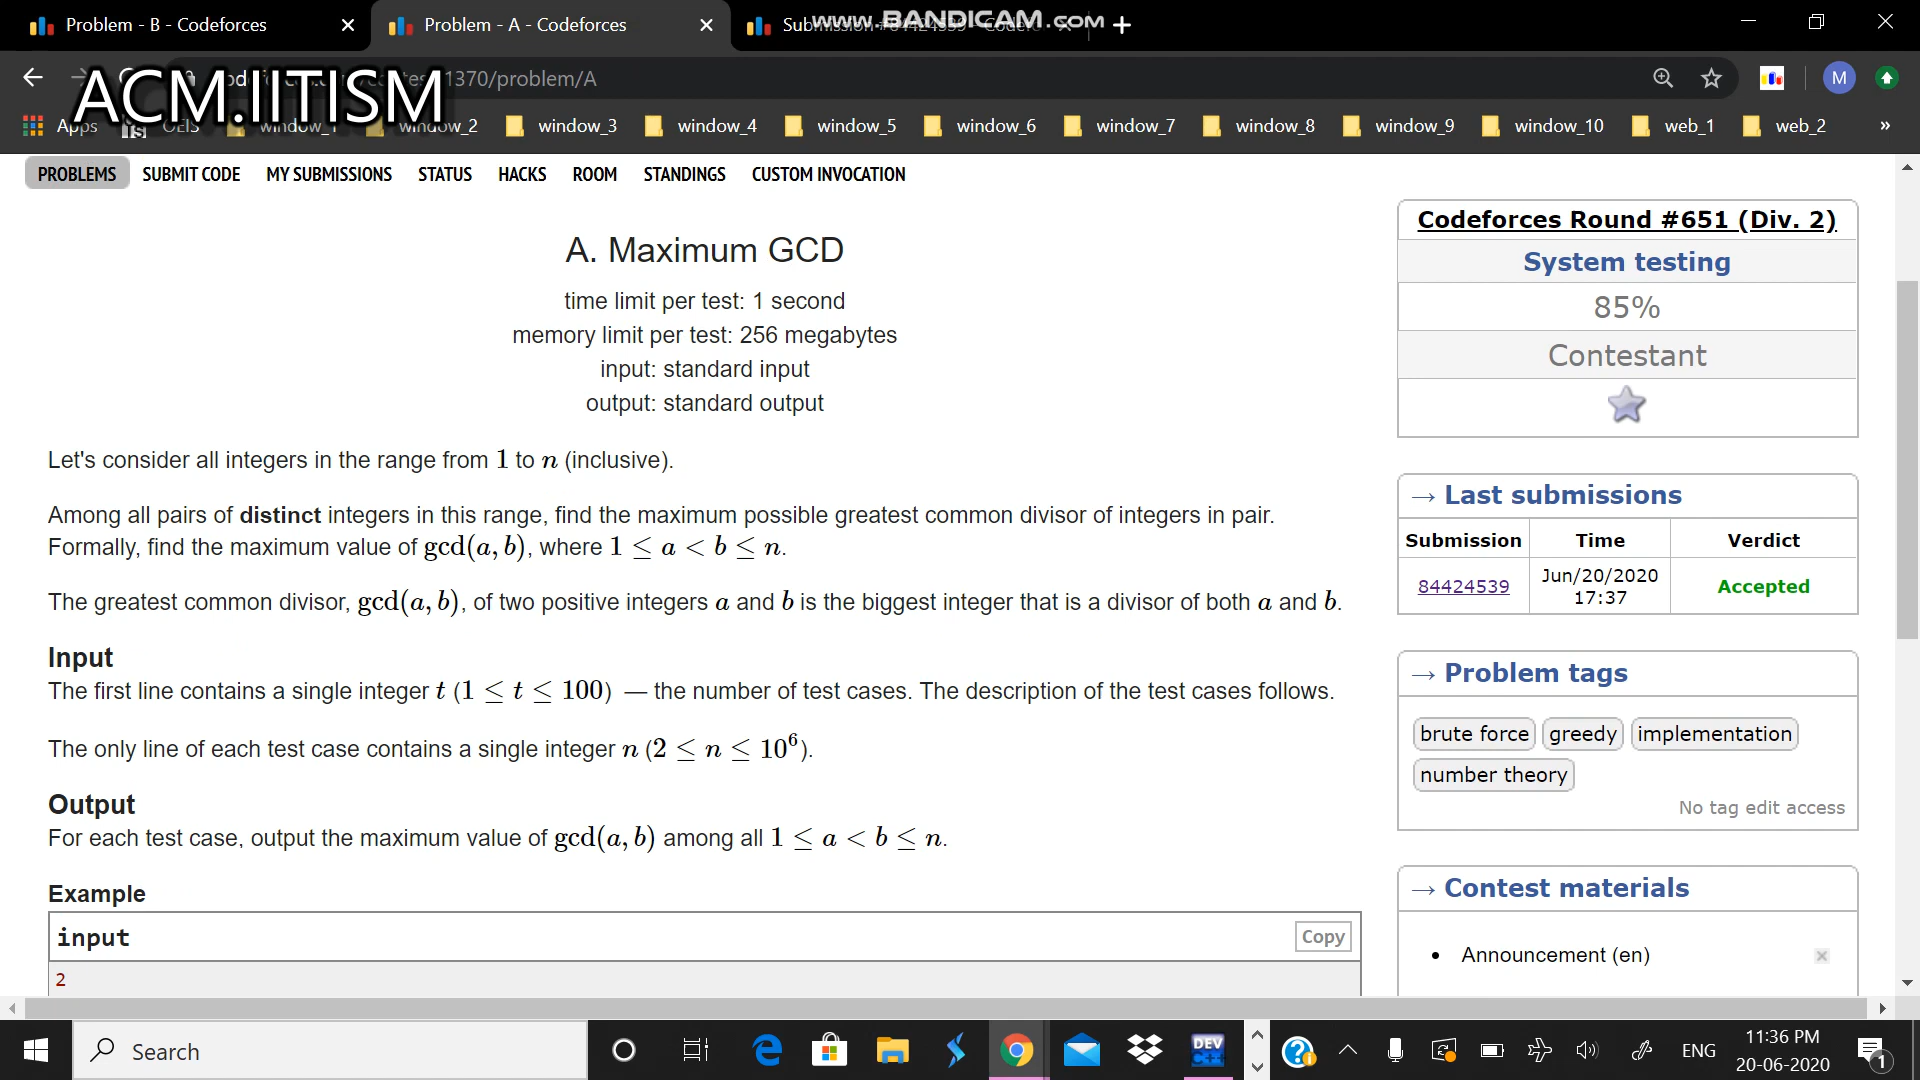 Problem - B - Codeforces
Problem - A - Codeforces
WWW.BANDICAM.COM
ACM.IITISM
1370/problem/A
M
Apps
window_2
window_3
window_4
window_5
window_6
window_7
window_8
window_9
window_10
web_1
web_2
»
PROBLEMS SUBMIT CODE MY SUBMISSIONS STATUS HACKS ROOM STANDINGS CUSTOM INVOCATION
A. Maximum GCD
time limit per test: 1 second
memory limit per test: 256 megabytes
input: standard input
output: standard output
Let's consider all integers in the range from 1 to n (inclusive).
Among all pairs of distinct integers in this range, find the maximum possible greatest common divisor of integers in pair.
Formally, find the maximum value of gcd(a, b), where 1 ≤ a < b ≤ n.
The greatest common divisor, gcd(a, b), of two positive integers a and b is the biggest integer that is a divisor of both a and b.
Input
The first line contains a single integer t (1 ≤ t ≤ 100) — the number of test cases. The description of the test cases follows.
The only line of each test case contains a single integer n (2 ≤ n ≤ 10⁶).
Output
For each test case, output the maximum value of gcd(a, b) among all 1 ≤ a < b ≤ n.
Example
input
Copy
2
Codeforces Round #651 (Div. 2)
System testing
85%
Contestant
→ Last submissions
Submission Time Verdict
84424539 Jun/20/2020 17:37 Accepted
→ Problem tags
brute force greedy implementation
number theory
No tag edit access
→ Contest materials
• Announcement (en)
Search
DEV C++
ENG
11:36 PM
20-06-2020
1